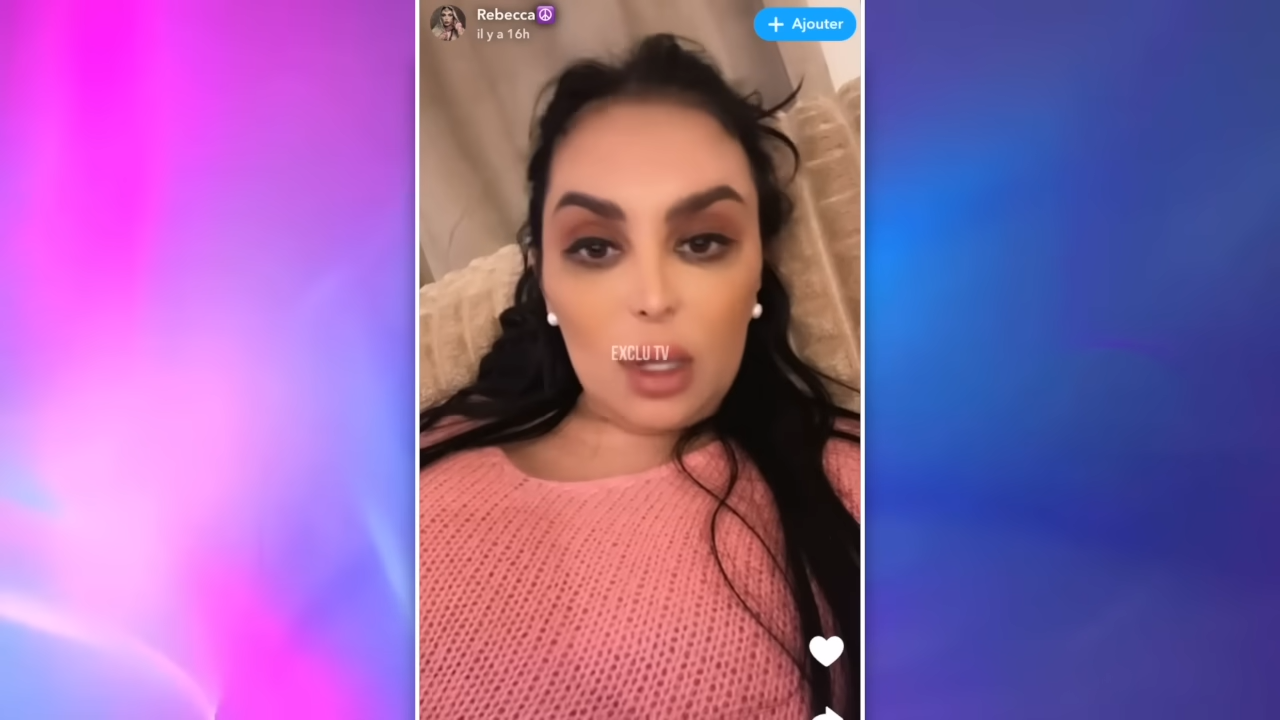 Rebecca☮️
il y a 16h
+ Ajouter
EXCLU TV